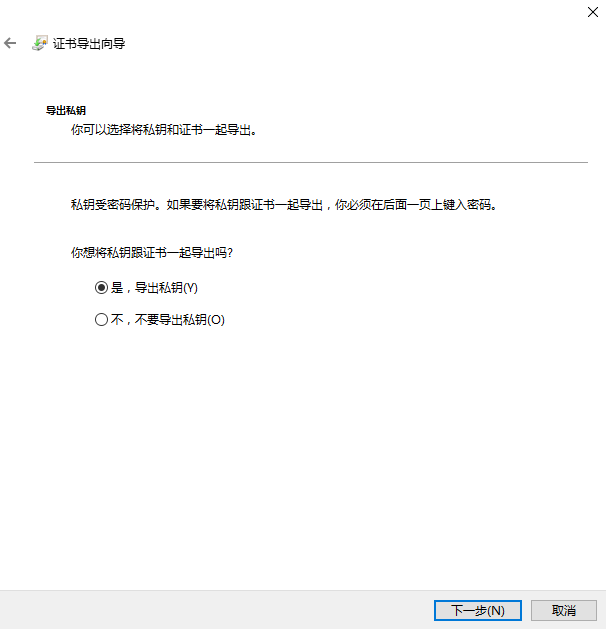 证书导出向导
导出私钥
你可以选择将私钥和证书一起导出。
私钥受密码保护。如果要将私钥跟证书一起导出，你必须在后面一页上键入密码。
你想将私钥跟证书一起导出吗?
是，导出私钥(Y)
不，不要导出私钥(O)
下一步(N) 取消